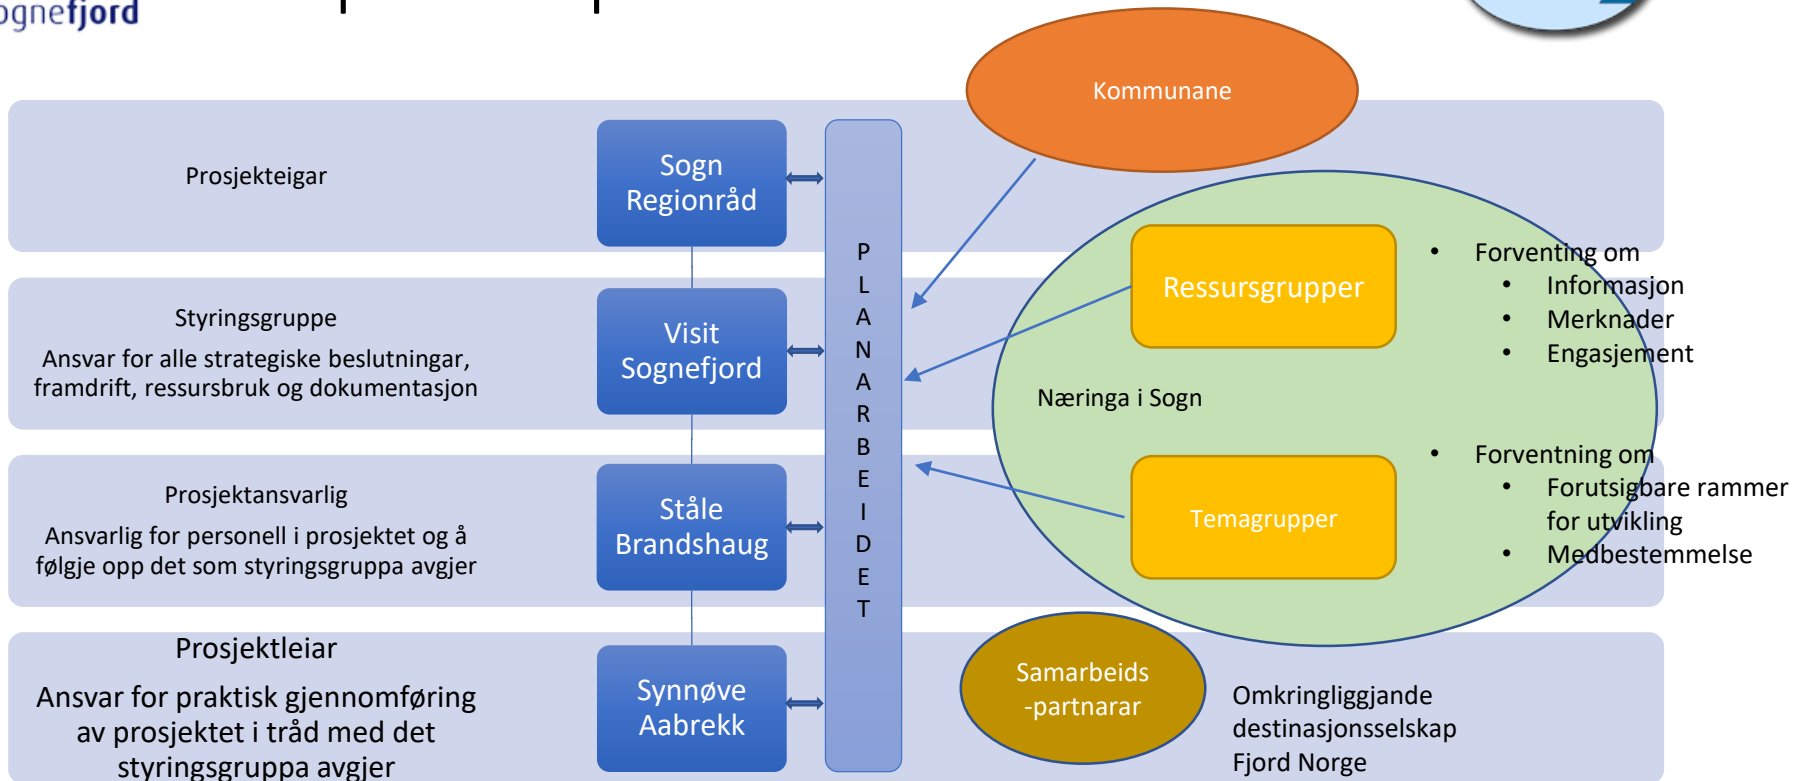 Sognefjord
Kommunane
Prosjekteigar
Sogn
Regionråd
Styringsgruppe
Ansvar for alle strategiske beslutningar,
framdrift, ressursbruk og dokumentasjon
Visit
Sognefjord
Prosjektansvarlig
Ansvarlig for personell i prosjektet og å
følgje opp det som styringsgruppa avgjer
Ståle
Brandshaug
Prosjektleiar
Ansvar for praktisk gjennomføring
av prosjektet i tråd med det
styringsgruppa avgjer
Synnøve
Aabrekk
P
L
A
N
A
R
B
E
I
D
E
T
Ressursgrupper
• Forventing om
• Informasjon
• Merknader
• Engasjement
Næringa i Sogn
Temagrupper
• Forventning om
• Forutsigbare rammer
for utvikling
• Medbestemmelse
Samarbeids
-partnarar
Omkringliggjande
destinasjonsselskap
Fjord Norge